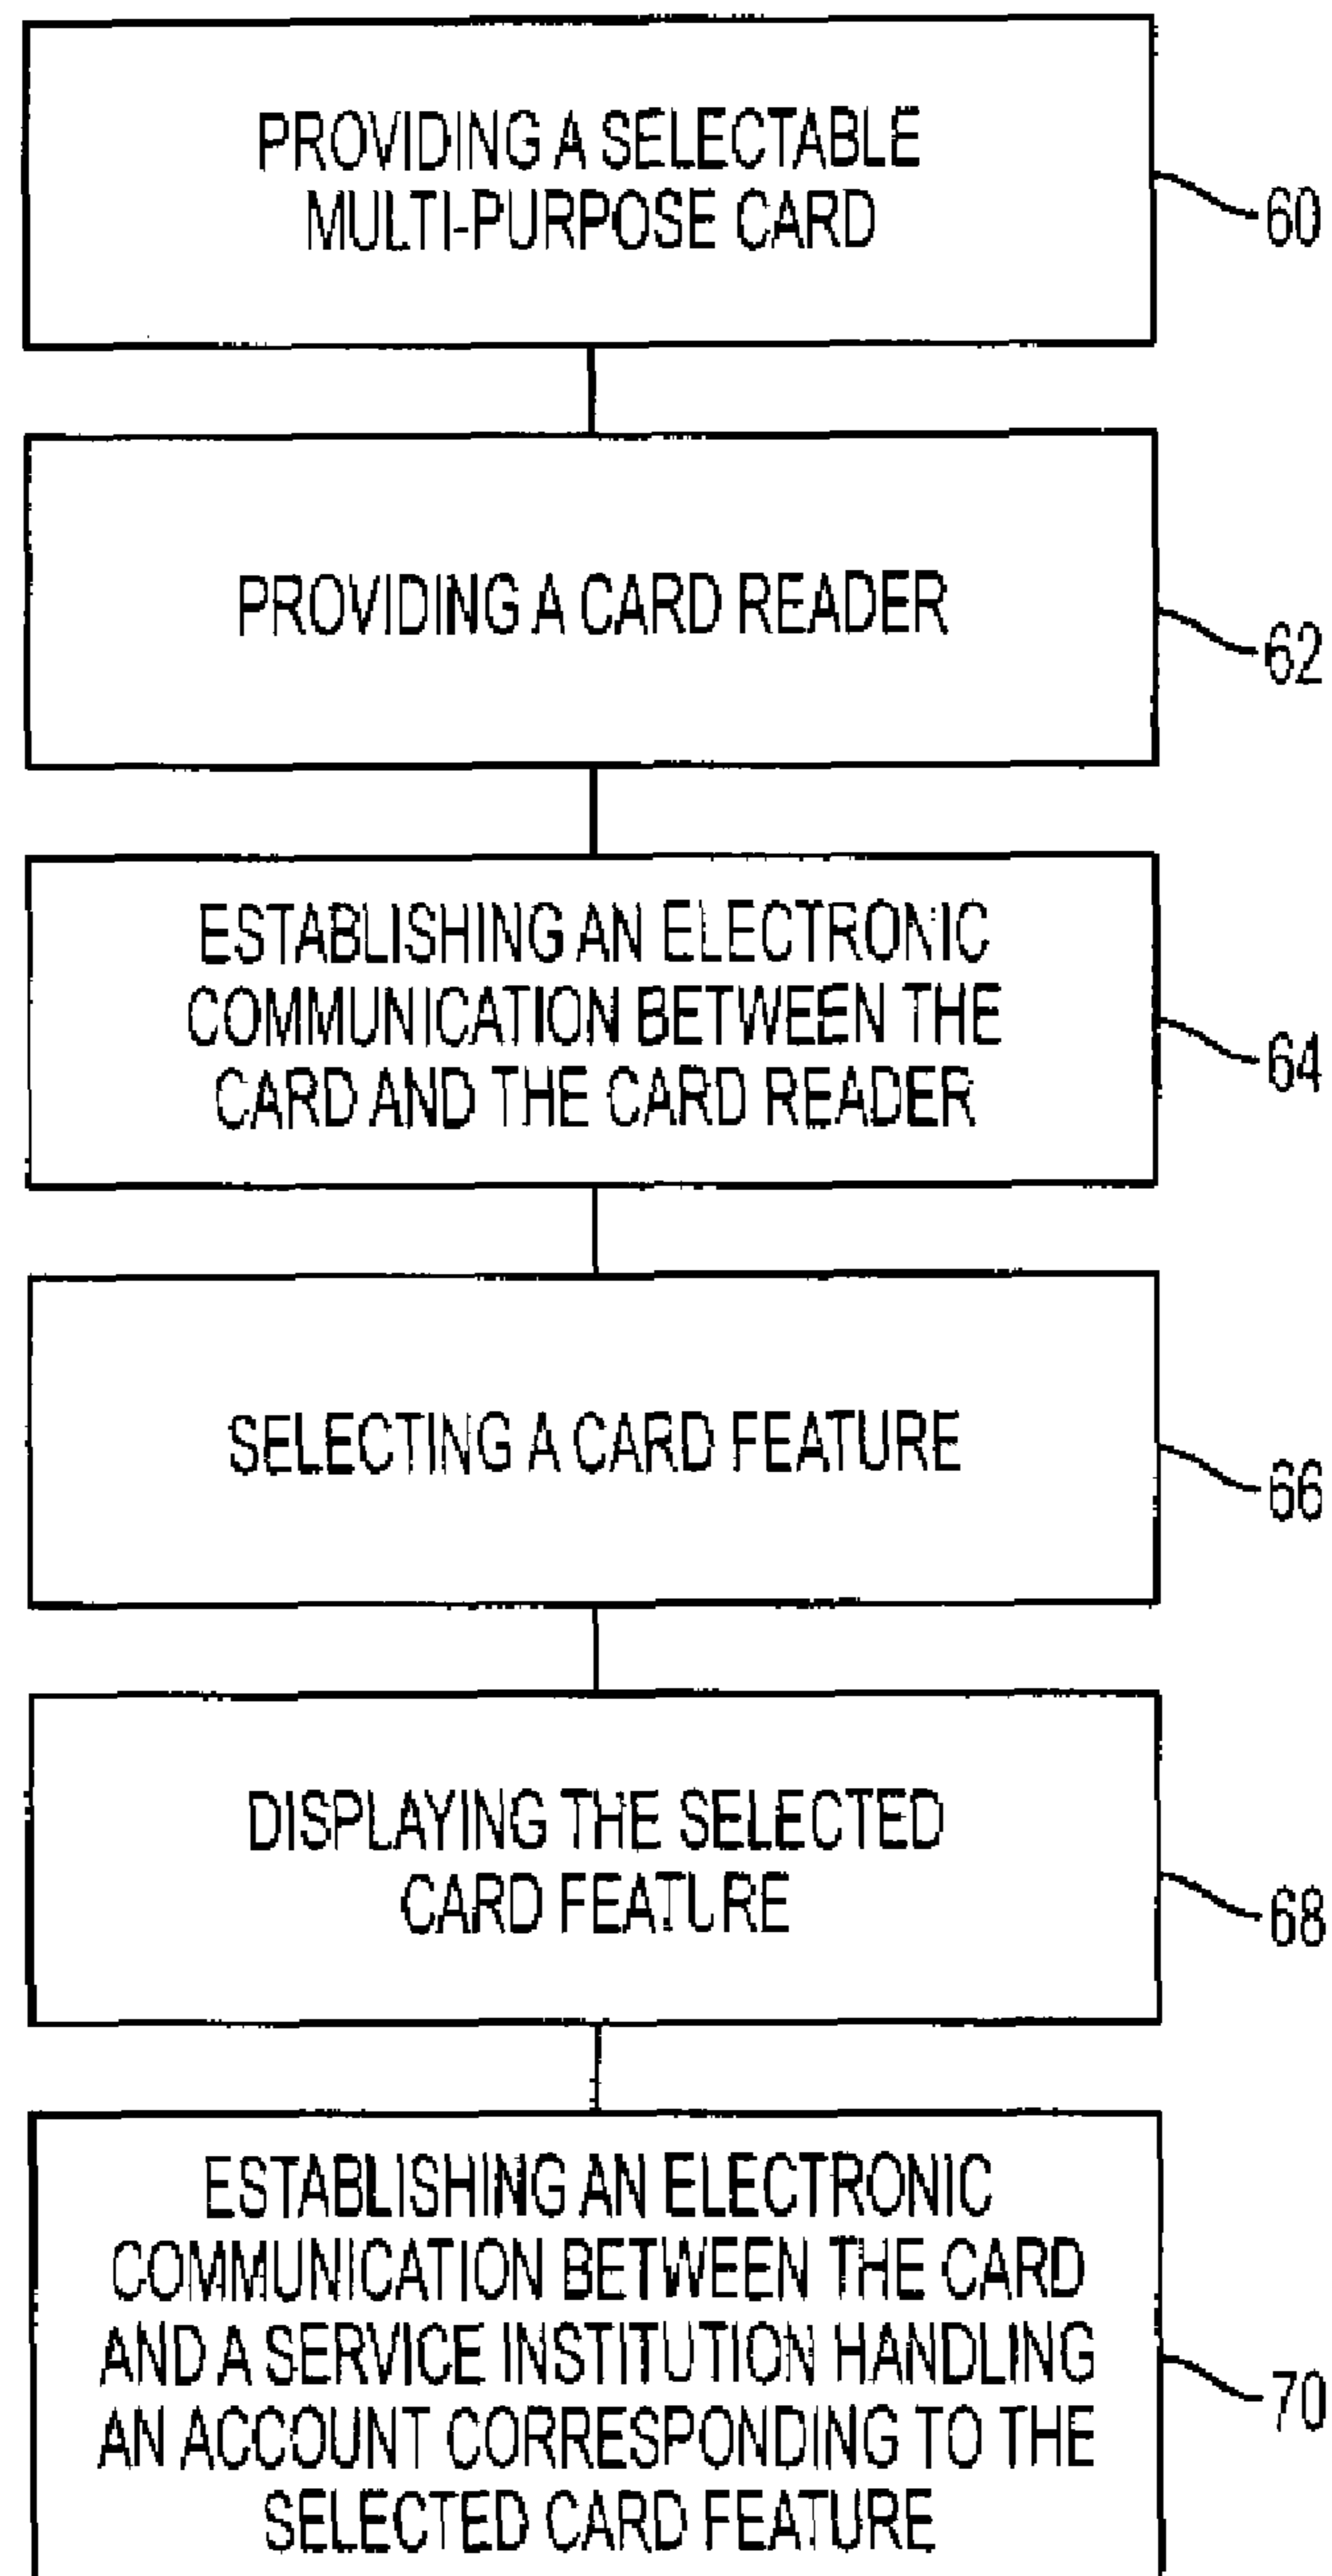 PROVIDING A SELECTABLE
MULTI-PURPOSE CARD
60
PROVIDING A CARD READER
62
ESTABLISHING AN ELECTRONIC
COMMUNICATION BETWEEN THE
CARD AND THE CARD READER
64
SELECTING A CARD FEATURE
66
DISPLAYING THE SELECTED
CARD FEATURE
68
ESTABLISHING AN ELECTRONIC
COMMUNICATION BETWEEN THE CARD
AND A SERVICE INSTITUTION HANDLING
AN ACCOUNT CORRESPONDING TO THE
SELECTED CARD FEATURE
70